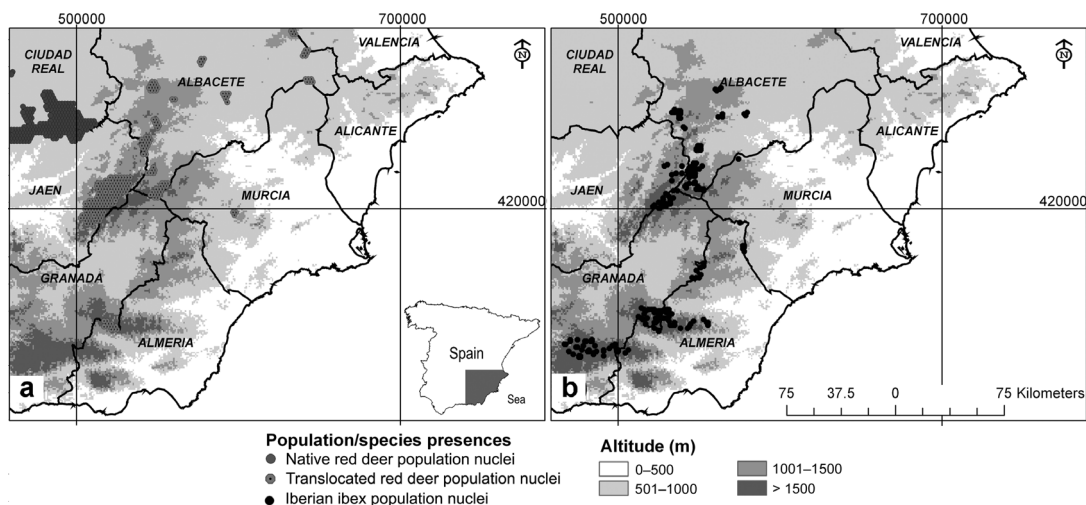 500000
700000
500000
700000
CIUDAD
REAL
ALBACETE
VALENCIA
N
ALICANTE
JAEN
MURCIA
420000
GRANADA
ALMERIA
a
Spain
Sea
CIUDAD
REAL
ALBACETE
VALENCIA
N
ALICANTE
JAEN
MURCIA
420000
GRANADA
ALMERIA
b
75 37.5 0 75 Kilometers
Population/species presences
Native red deer population nuclei
Translocated red deer population nuclei
Iberian ibex population nuclei
Altitude (m)
0–500
501–1000
1001–1500
> 1500